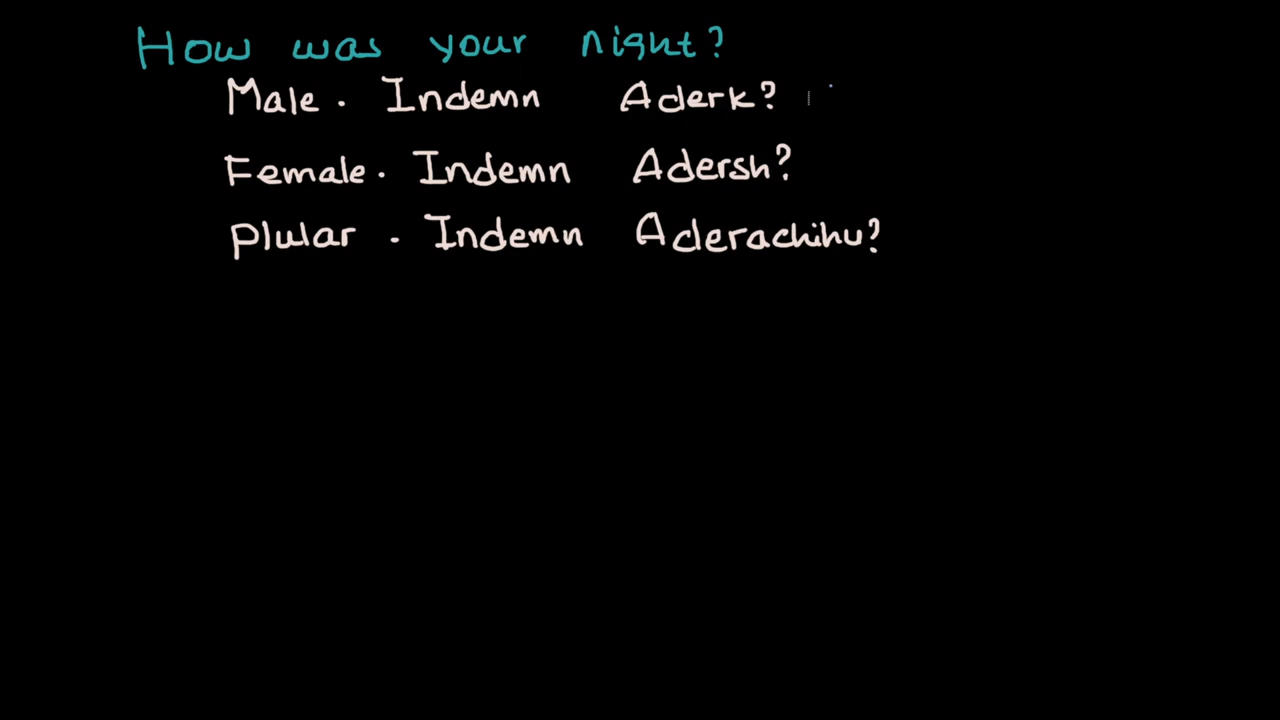 How was your night?
Male. Indemn Aderk?
Female. Indemn Adersh?
Plular. Indemn Aderachihu?